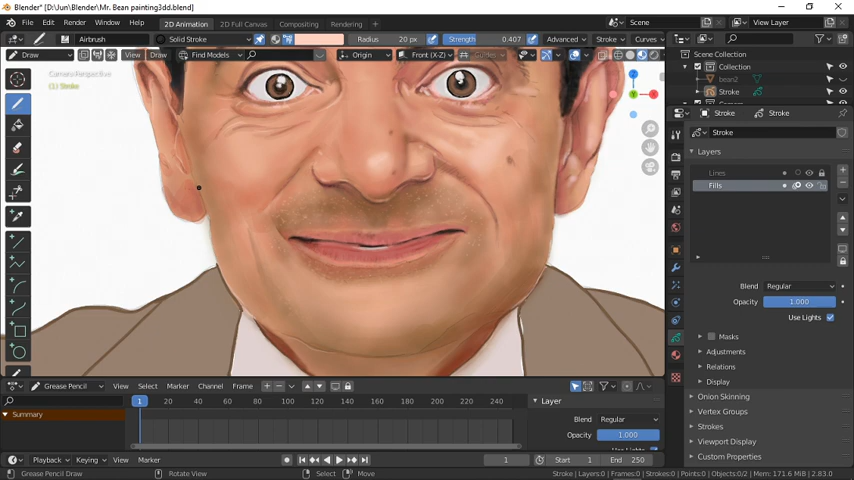 Blender* [D:\Jun\Blender\Mr. Bean painting3dd.blend]
File Edit Render Window Help 2D Animation 2D Full Canvas Compositing Rendering Scene View Layer
Airbrush Solid Stroke Radius 20 px Strength 0.407 Advanced Stroke Curves
Draw View Draw Find Models Origin Front (X-Z) Guides
Camera Perspective
(1) Stroke
Scene Collection
Collection
bean2
Stroke
Stroke Stroke
Stroke
Layers
Lines
Fills
Blend Regular
Opacity 1.000
Use Lights
Masks
Adjustments
Relations
Display
Onion Skinning
Vertex Groups
Strokes
Viewport Display
Custom Properties
Grease Pencil View Select Marker Channel Frame
1 20 40 60 80 100 120 140 160 180 200 220 240
Summary
Layer
Blend Regular
Opacity 1.000
Playback Keying View Marker 1 Start 1 End 250
Grease Pencil Draw Rotate View Select Move Stroke | Layers:0 | Frames:0 | Strokes:0 | Points:0 | Objects:0/2 | Mem: 171.6 MiB | 2.83.0